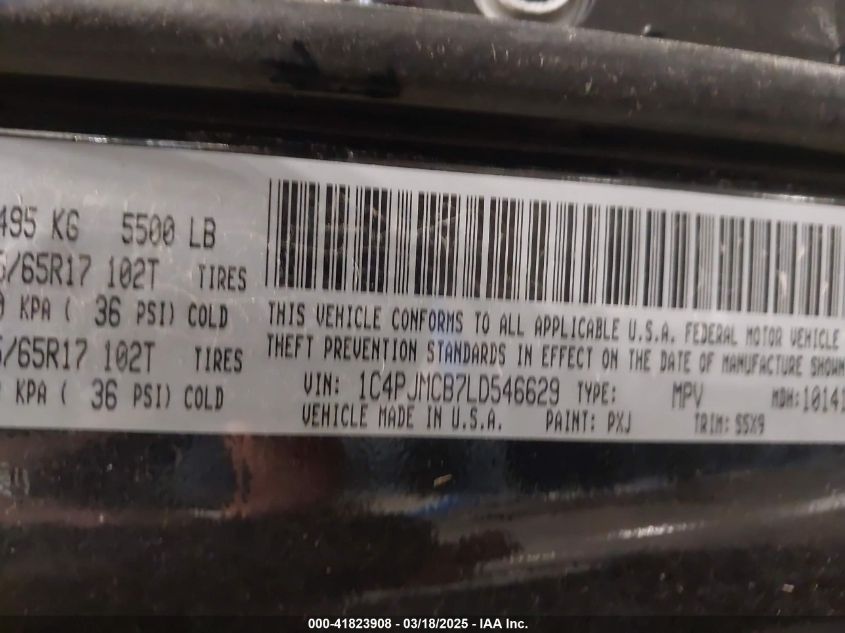 495 KG 5500 LB
/65R17 102T TIRES
KPA ( 36 PSI) COLD
/65R17 102T TIRES
KPA ( 36 PSI) COLD
THIS VEHICLE CONFORMS TO ALL APPLICABLE U.S.A. FEDERAL MOTOR VEHICLE
THEFT PREVENTION STANDARDS IN EFFECT ON THE DATE OF MANUFACTURE SHOWN
VIN: 1C4PJMCB7LD546629 TYPE: MPV MDH:10141
VEHICLE MADE IN U.S.A. PAINT: PXJ TRIM: S5X9
000-41823908 - 03/18/2025 - IAA Inc.